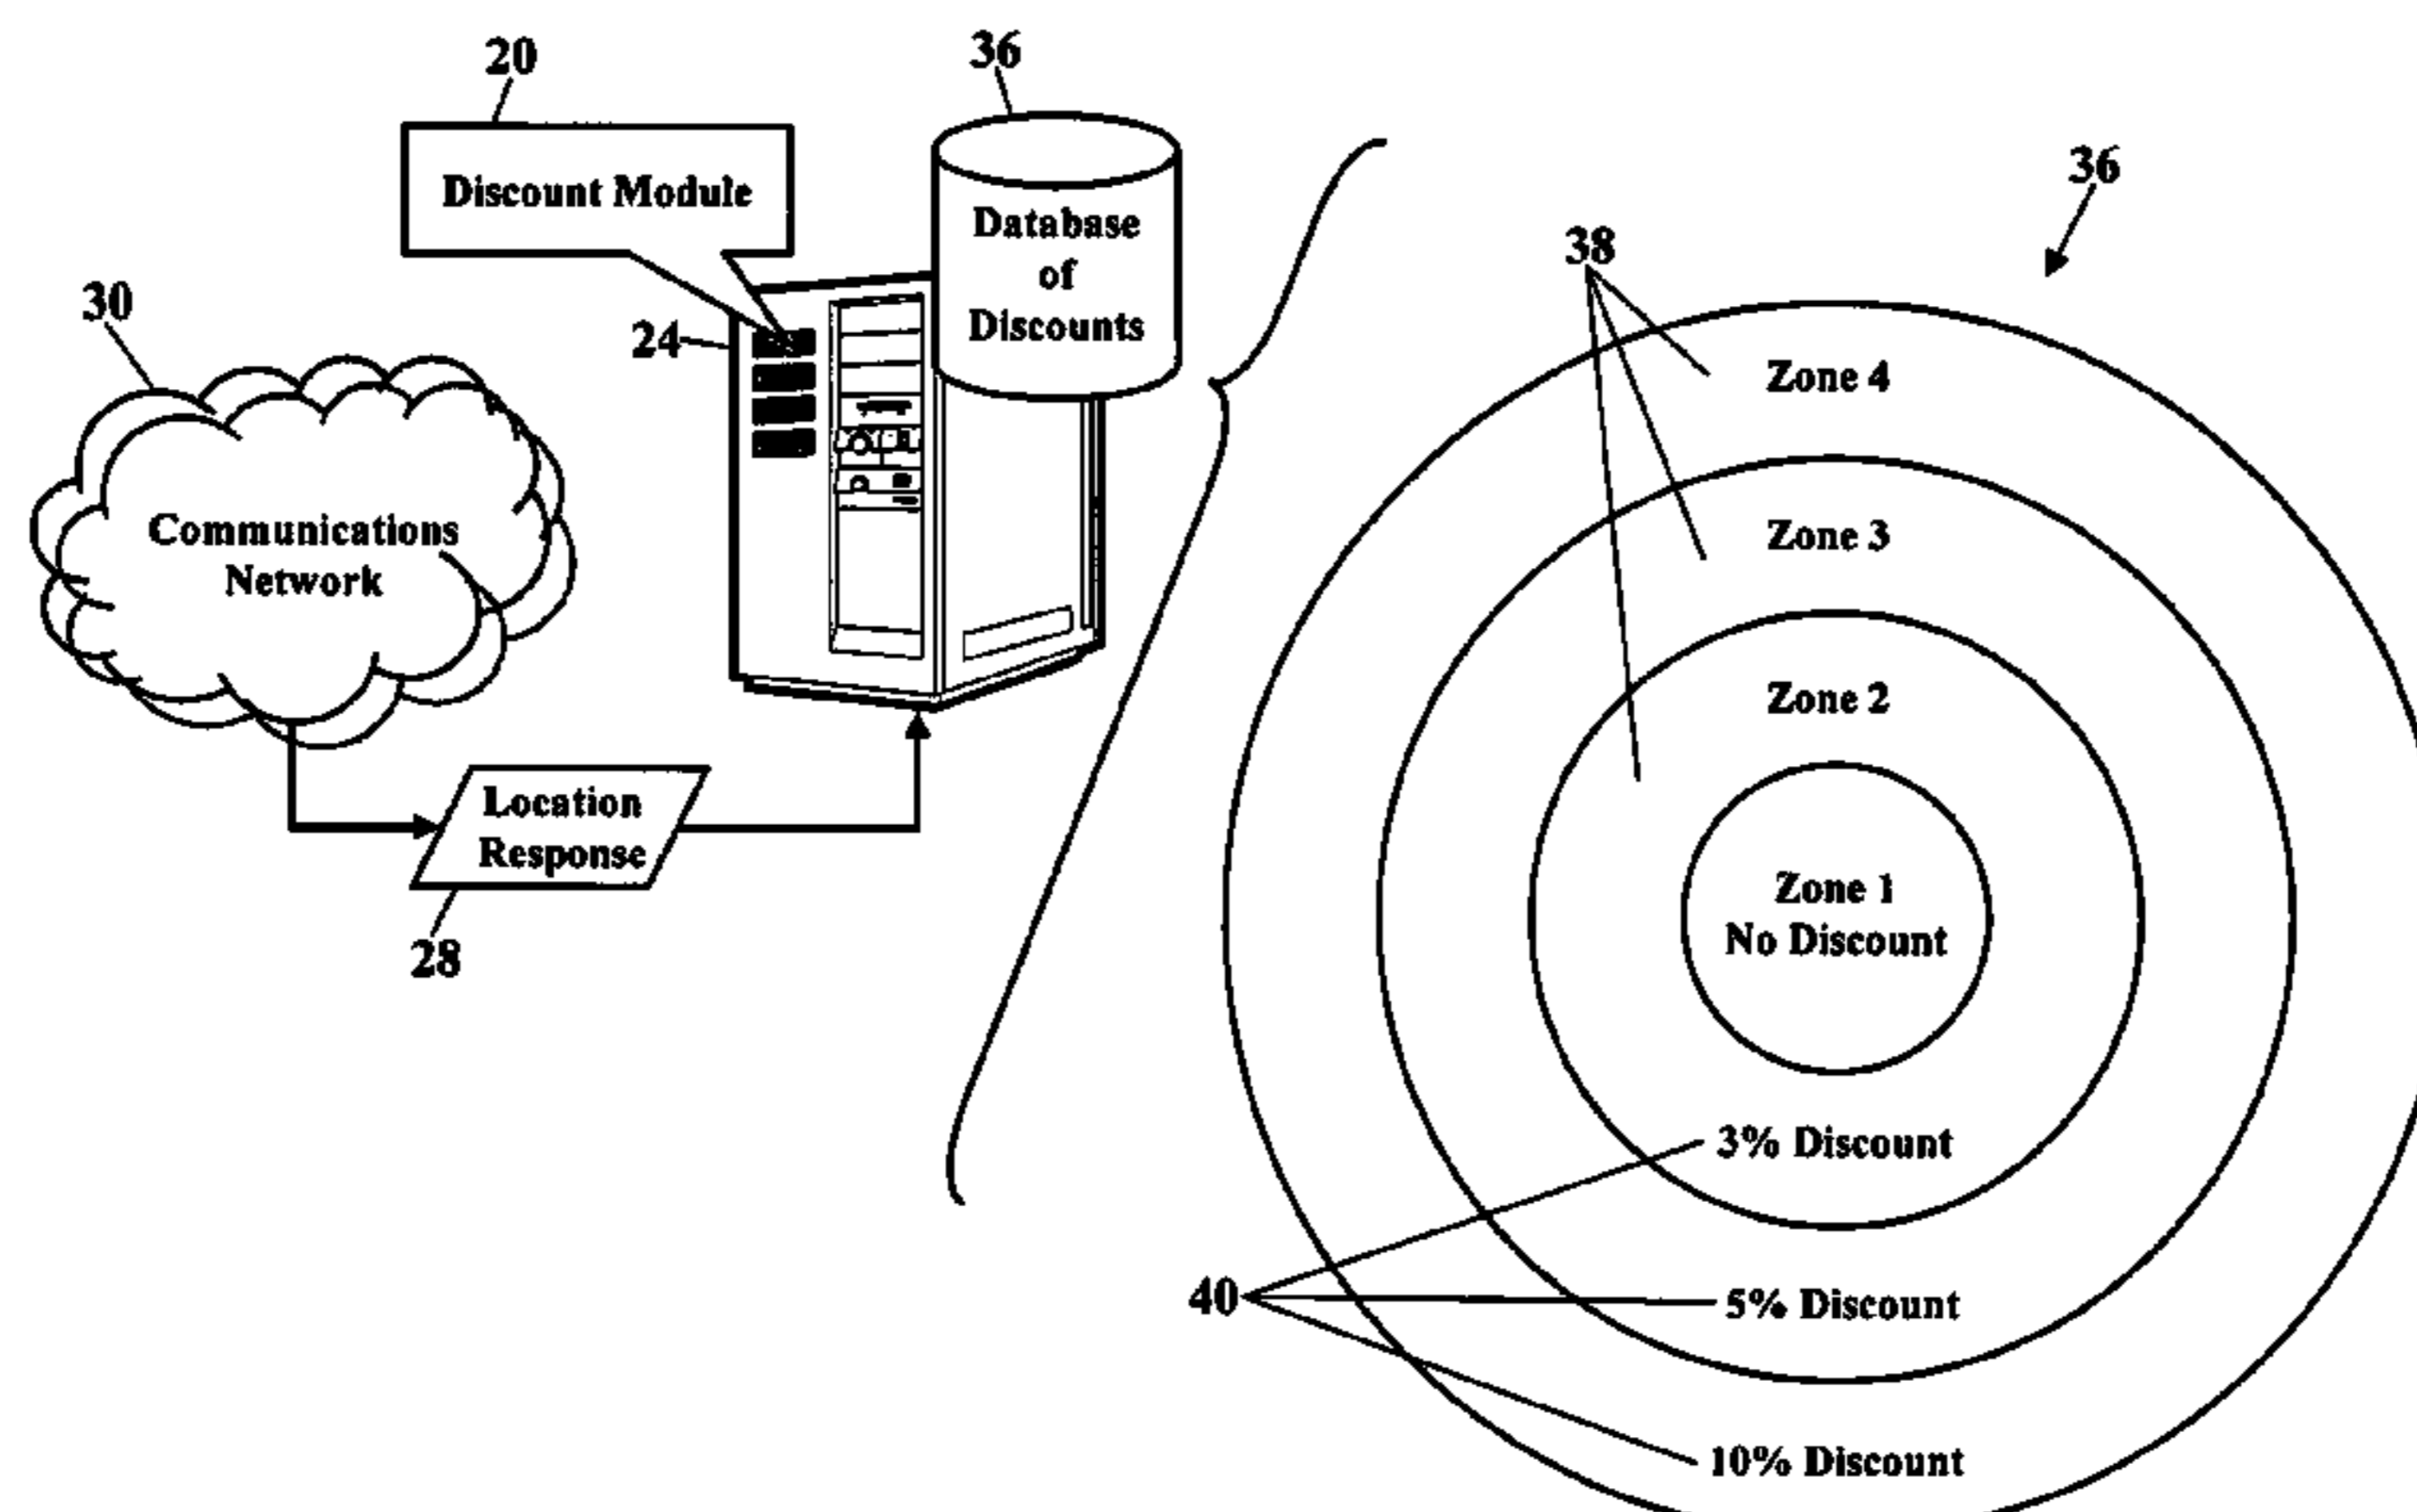 20
36
Discount Module
Database
of
Discounts
30
24
Communications
Network
Location
Response
28
36
38
Zone 4
Zone 3
Zone 2
Zone 1
No Discount
3% Discount
40
5% Discount
10% Discount